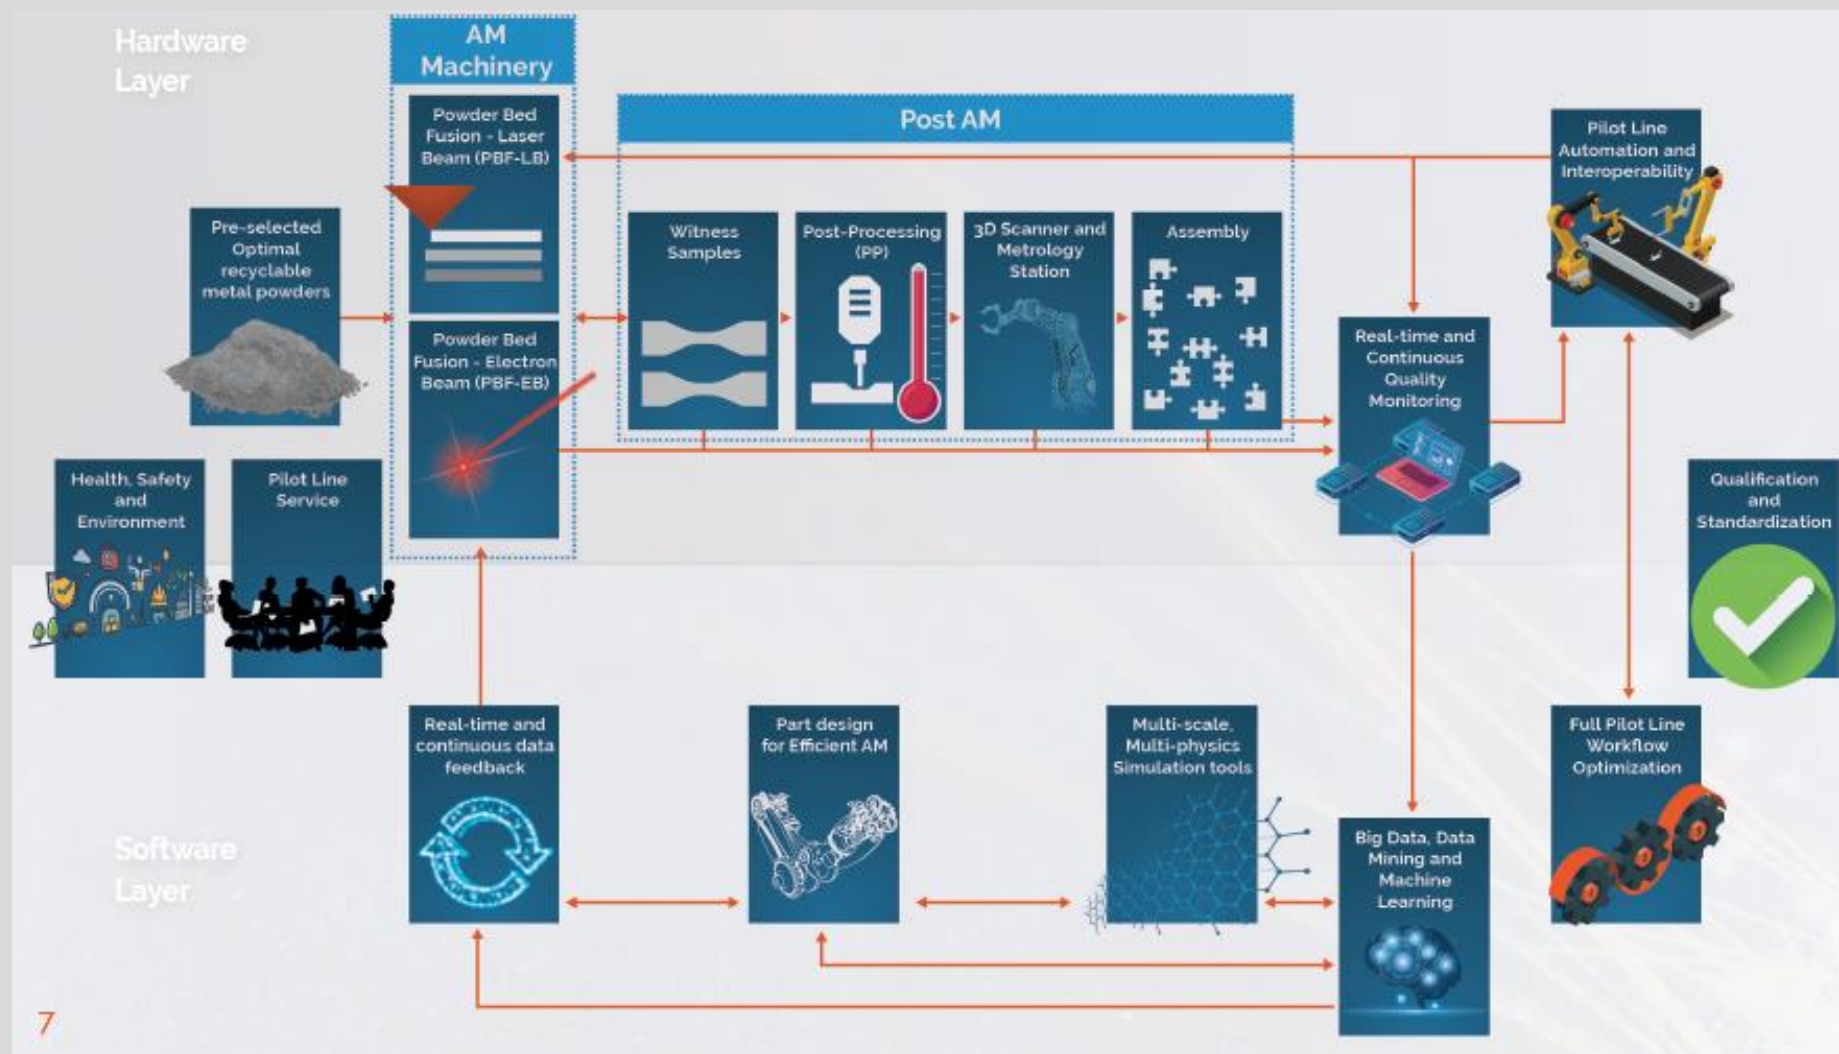 Hardware
Layer
AM
Machinery
Powder Bed
Fusion - Laser
Beam (PBF-LB)
Post AM
Pilot Line
Automation and
Interoperability
Pre-selected
Optimal
recyclable
metal powders
Witness
Samples
Post-Processing
(PP)
3D Scanner and
Metrology
Station
Assembly
Powder Bed
Fusion - Electron
Beam (PBF-EB)
Real-time and
Continuous
Quality
Monitoring
Health, Safety
and
Environment
Pilot Line
Service
Qualification
and
Standardization
Real-time and
continuous data
feedback
Part design
for Efficient AM
Multi-scale,
Multi-physics
Simulation tools
Full Pilot Line
Workflow
Optimization
Software
Layer
Big Data, Data
Mining and
Machine
Learning
7